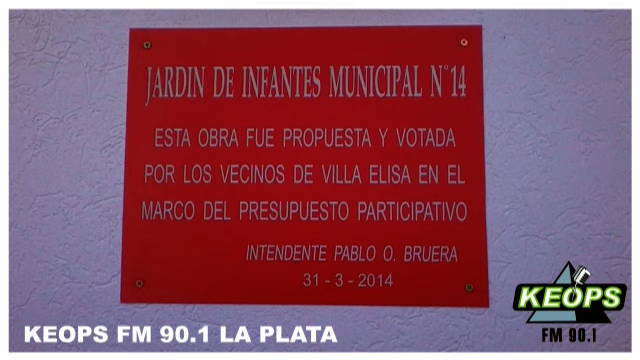 JARDIN DE INFANTES MUNICIPAL N°14
ESTA OBRA FUE PROPUESTA Y VOTADA
POR LOS VECINOS DE VILLA ELISA EN EL
MARCO DEL PRESUPUESTO PARTICIPATIVO
INTENDENTE PABLO O. BRUERA
31 - 3 - 2014
KEOPS FM 90.1 LA PLATA
KEOPS
FM 90.1